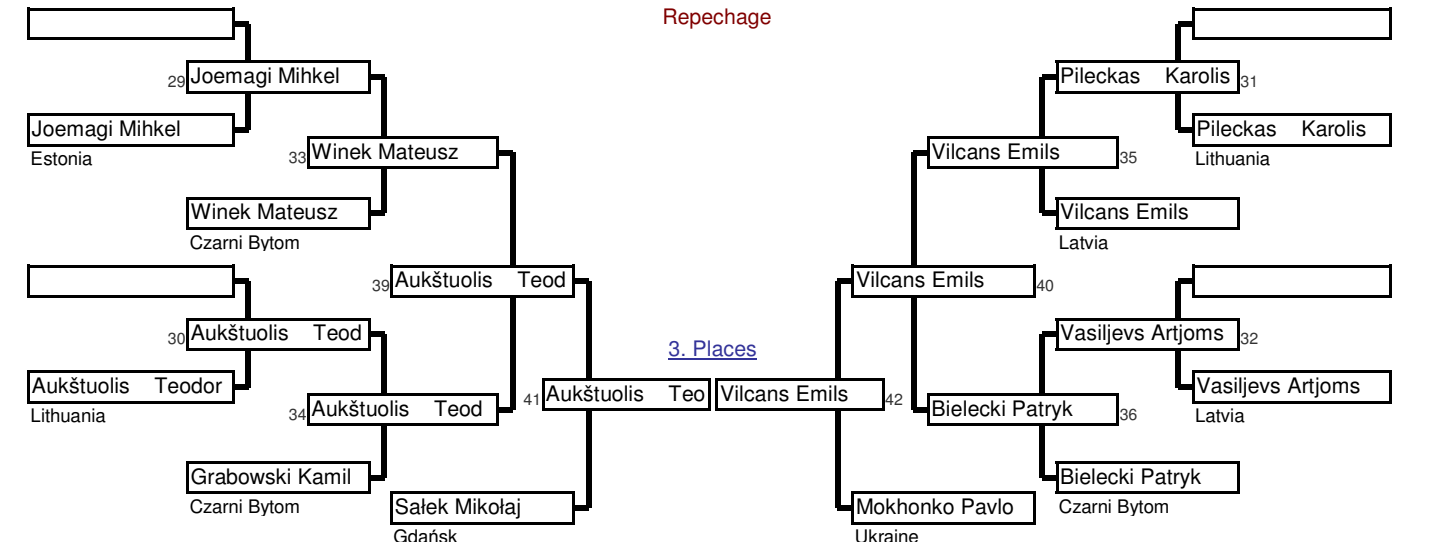 Repechage
29 Joemagi Mihkel
Joemagi Mihkel
Estonia
33 Winek Mateusz
Winek Mateusz
Czarni Bytom
39 Aukštuolis Teod
30 Aukštuolis Teod
Aukštuolis Teodor
Lithuania
34 Aukštuolis Teod
Grabowski Kamil
Czarni Bytom
41 Aukštuolis Teo
Sałek Mikołaj
Gdańsk
3. Places
Pileckas Karolis 31
Pileckas Karolis
Lithuania
Vilcans Emils 35
Vilcans Emils
Latvia
Vilcans Emils 40
Vasiljevs Artjoms 32
Vasiljevs Artjoms
Latvia
Vilcans Emils 42
Bielecki Patryk 36
Bielecki Patryk
Czarni Bytom
Mokhonko Pavlo
Ukraine